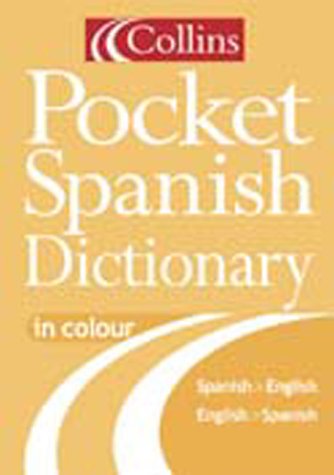 Collins
Pocket
Spanish
Dictionary
in colour
Spanish > English
English > Spanish